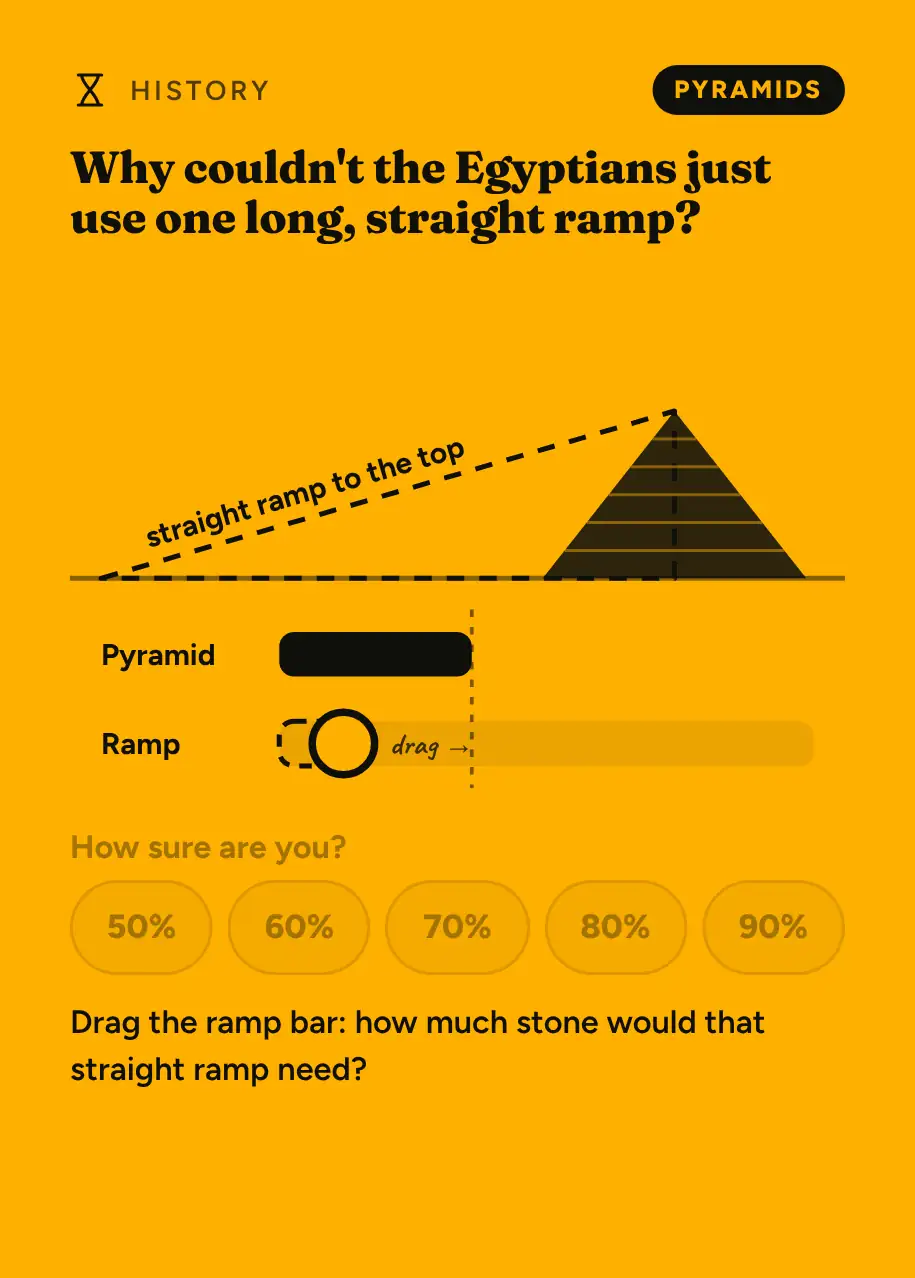 HISTORY
PYRAMIDS
Why couldn't the Egyptians just
use one long, straight ramp?
straight ramp to the top
Pyramid
Ramp
drag →
How sure are you?
50%
60%
70%
80%
90%
Drag the ramp bar: how much stone would that
straight ramp need?